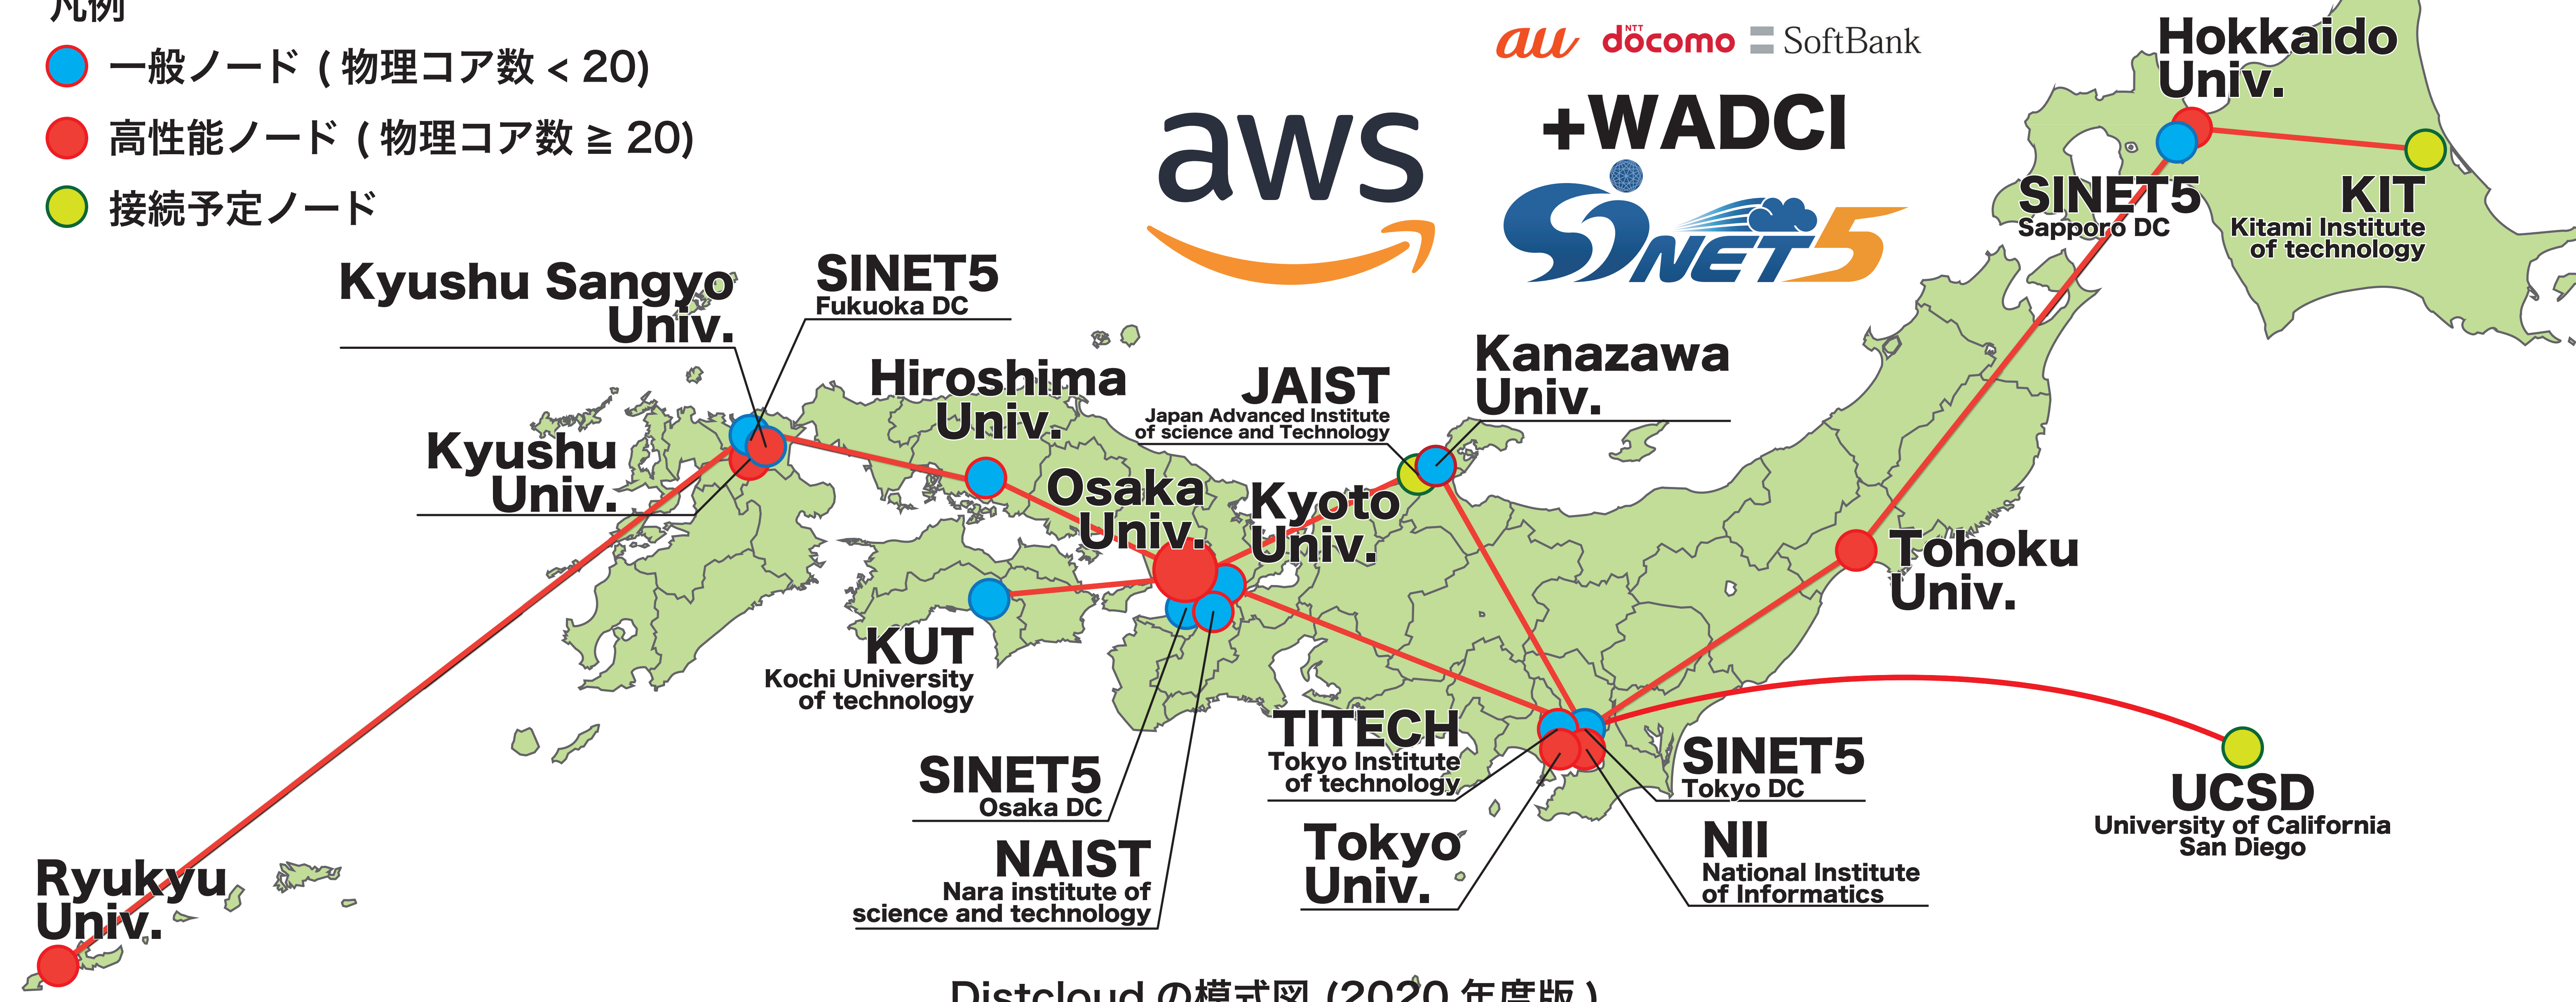 凡例
一般ノード ( 物理コア数 < 20)
高性能ノード ( 物理コア数 ≧ 20)
接続予定ノード
au
NTT
docomo
SoftBank
aws
+WADCI
SINET5
Hokkaido
Univ.
SINET5
Sapporo DC
KIT
Kitami Institute
of technology
Kyushu Sangyo
Univ.
SINET5
Fukuoka DC
Hiroshima
Univ.
JAIST
Japan Advanced Institute
of science and Technology
Kanazawa
Univ.
Kyushu
Univ.
Osaka
Univ.
Kyoto
Univ.
Tohoku
Univ.
KUT
Kochi University
of technology
SINET5
Osaka DC
NAIST
Nara institute of
science and technology
TITECH
Tokyo Institute
of technology
Tokyo
Univ.
SINET5
Tokyo DC
NII
National Institute
of Informatics
UCSD
University of California
San Diego
Ryukyu
Univ.
Distcloud の模式図 (2020 年度版 )